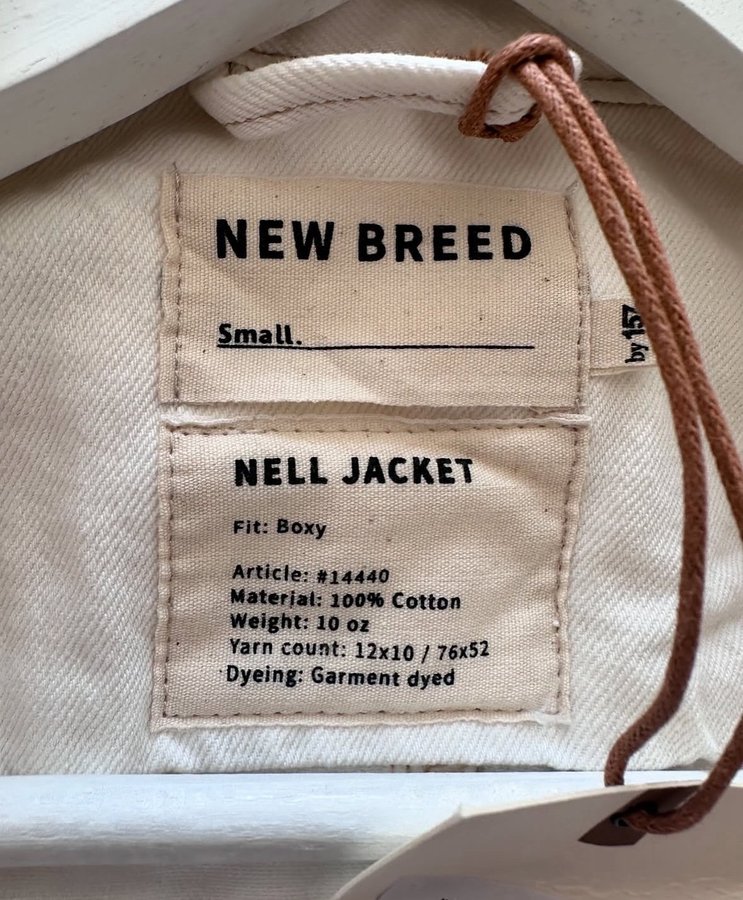 NEW BREED
Small.
by 157
NELL JACKET
Fit: Boxy
Article: #14440
Material: 100% Cotton
Weight: 10 oz
Yarn count: 12x10 / 76x52
Dyeing: Garment dyed